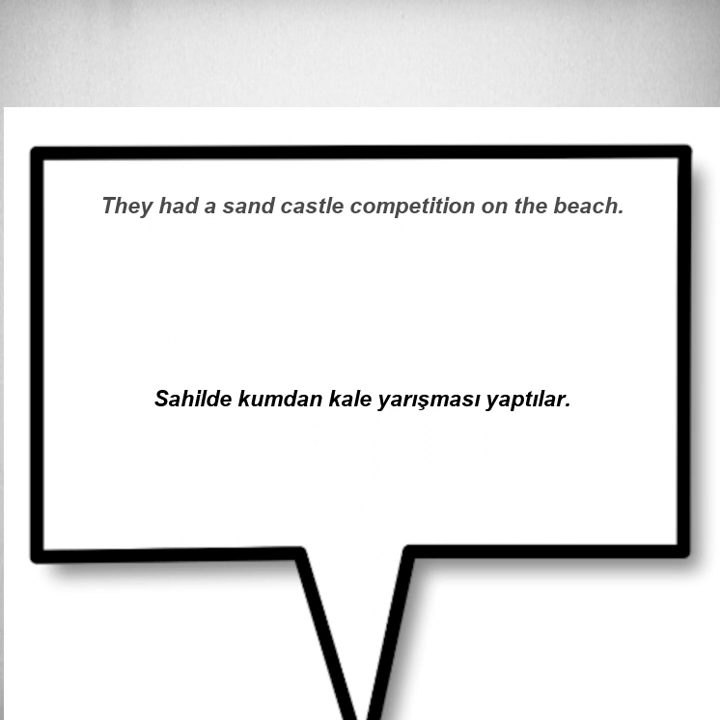 They had a sand castle competition on the beach.
Sahilde kumdan kale yarışması yaptılar.